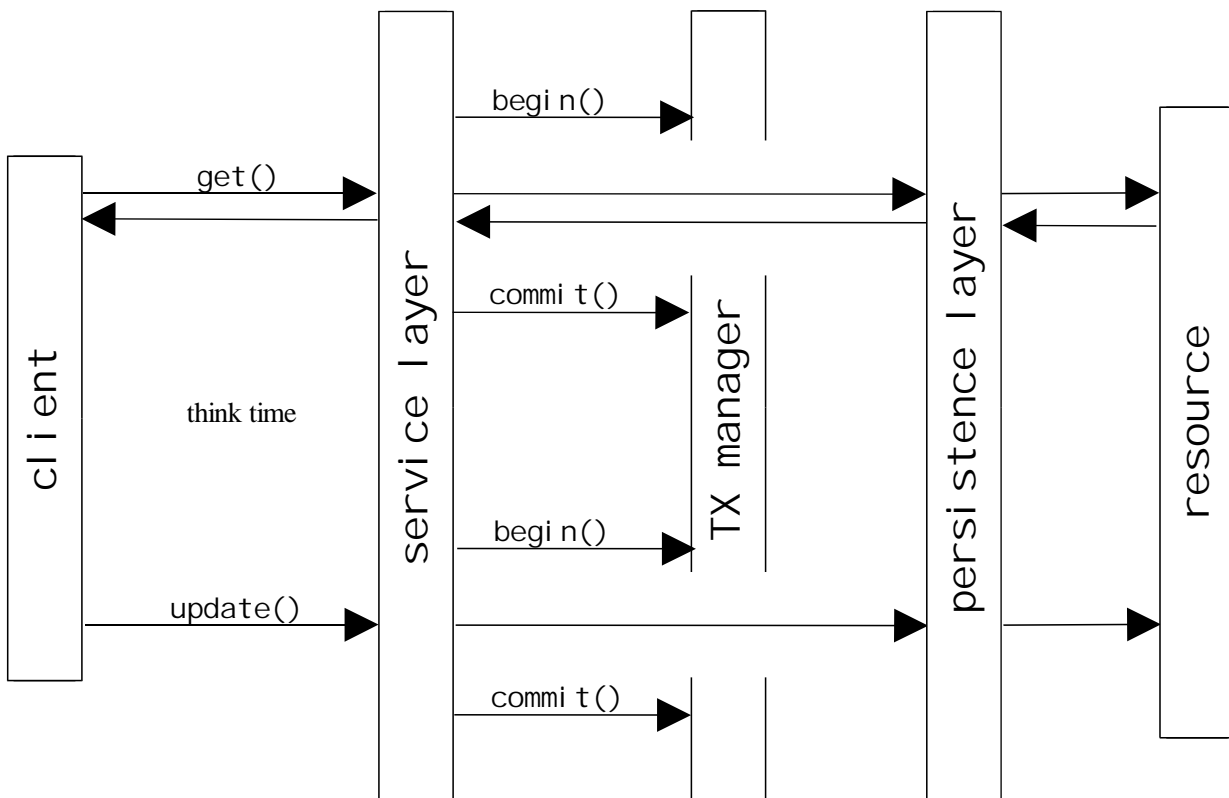 begin()
get()
commit()
client
think time
service layer
TX manager
persistence layer
resource
begin()
update()
commit()